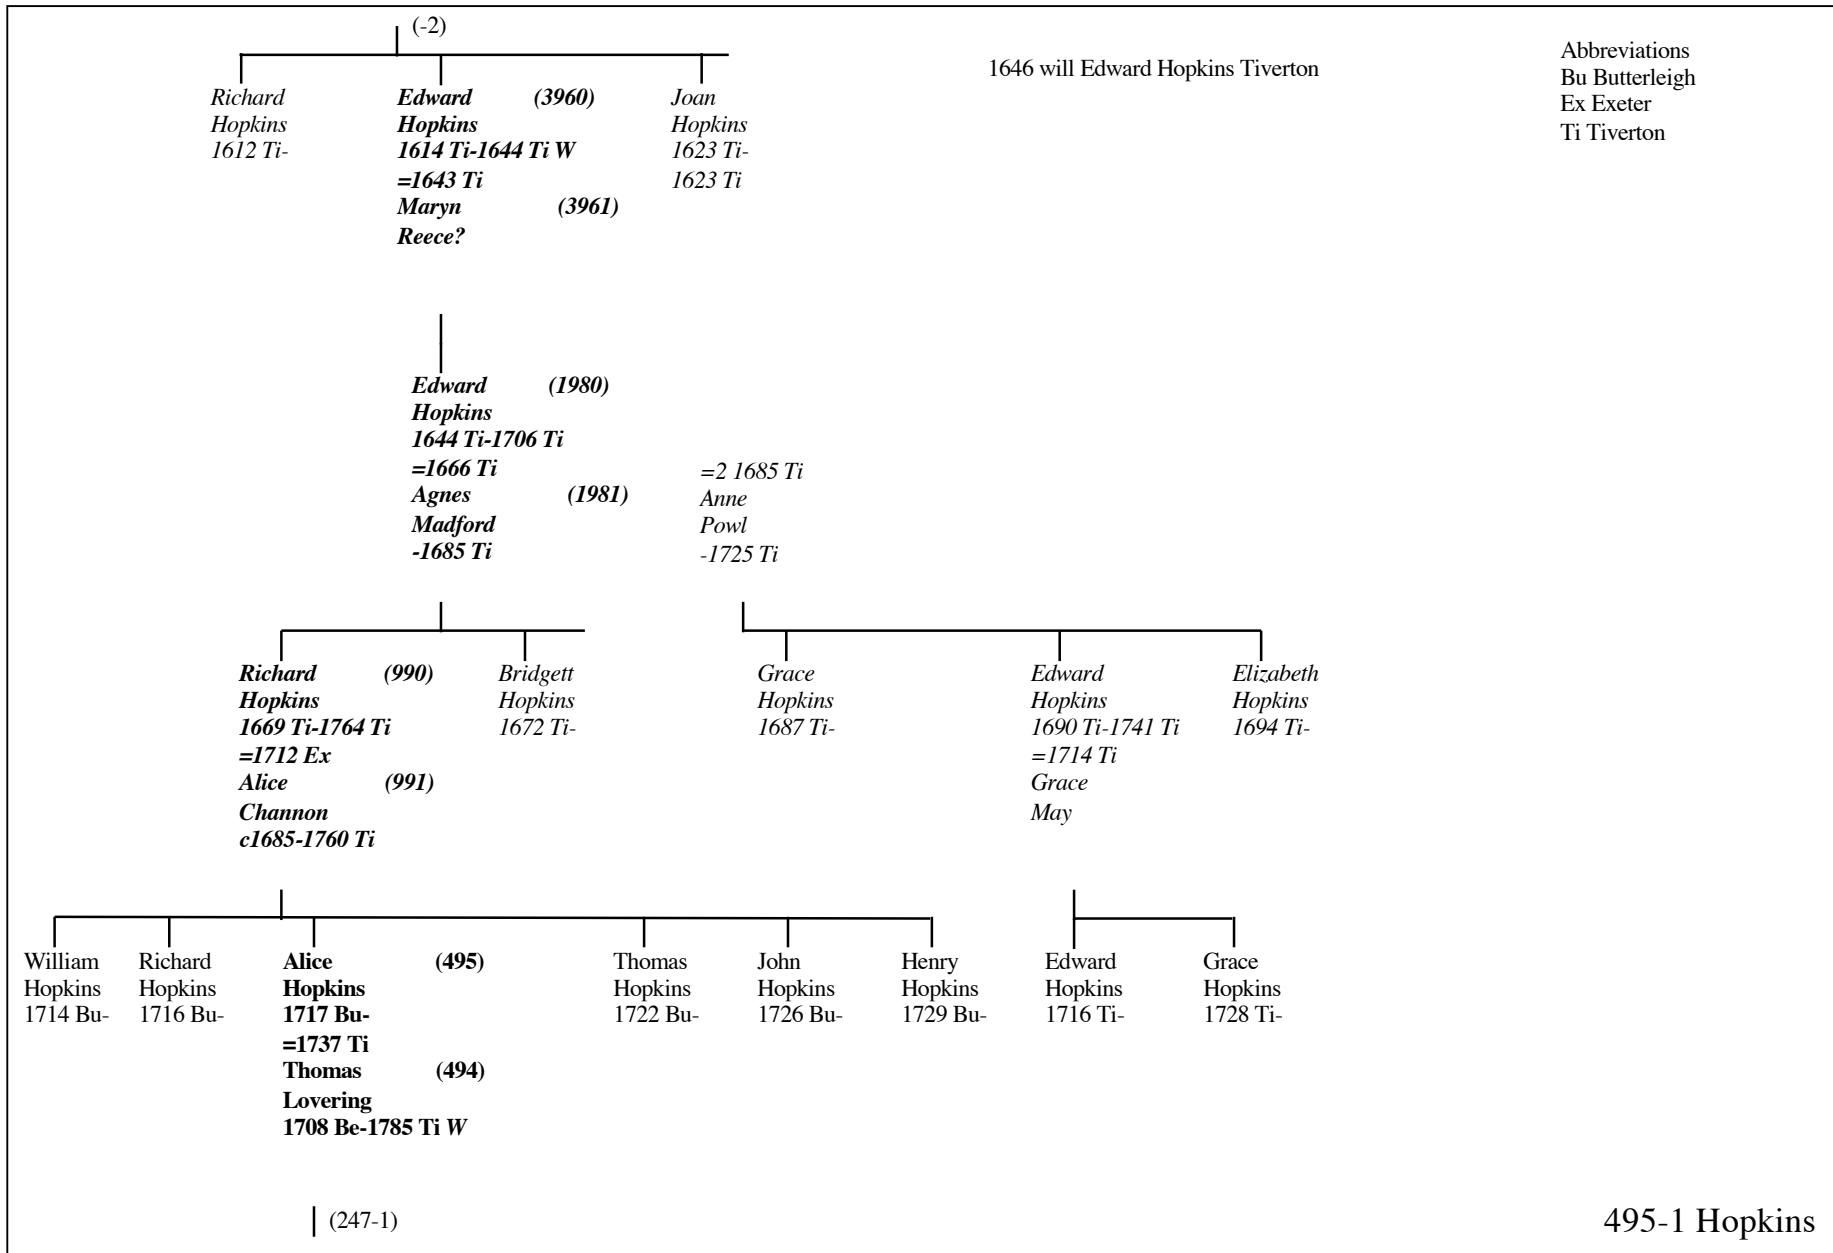 (-2)
1646 will Edward Hopkins Tiverton
Abbreviations
Bu Butterleigh
Ex Exeter
Ti Tiverton
Richard
Hopkins
1612 Ti-
Edward (3960)
Hopkins
1614 Ti-1644 Ti W
=1643 Ti
Maryn (3961)
Reece?
Joan
Hopkins
1623 Ti-
1623 Ti
Edward (1980)
Hopkins
1644 Ti-1706 Ti
=1666 Ti
Agnes (1981)
Madford
-1685 Ti
=2 1685 Ti
Anne
Powl
-1725 Ti
Richard (990)
Hopkins
1669 Ti-1764 Ti
=1712 Ex
Alice (991)
Channon
c1685-1760 Ti
Bridgett
Hopkins
1672 Ti-
Grace
Hopkins
1687 Ti-
Edward
Hopkins
1690 Ti-1741 Ti
=1714 Ti
Grace
May
Elizabeth
Hopkins
1694 Ti-
William
Hopkins
1714 Bu-
Richard
Hopkins
1716 Bu-
Alice (495)
Hopkins
1717 Bu-
=1737 Ti
Thomas (494)
Lovering
1708 Be-1785 Ti W
Thomas
Hopkins
1722 Bu-
John
Hopkins
1726 Bu-
Henry
Hopkins
1729 Bu-
Edward
Hopkins
1716 Ti-
Grace
Hopkins
1728 Ti-
(247-1)
495-1 Hopkins